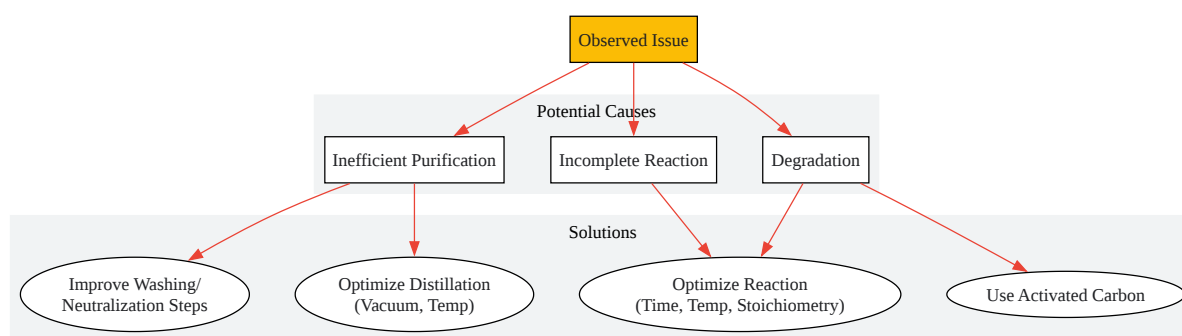 Observed Issue
Potential Causes
Inefficient Purification
Incomplete Reaction
Degradation
Solutions
Improve Washing/
Neutralization Steps
Optimize Distillation
(Vacuum, Temp)
Optimize Reaction
(Time, Temp, Stoichiometry)
Use Activated Carbon